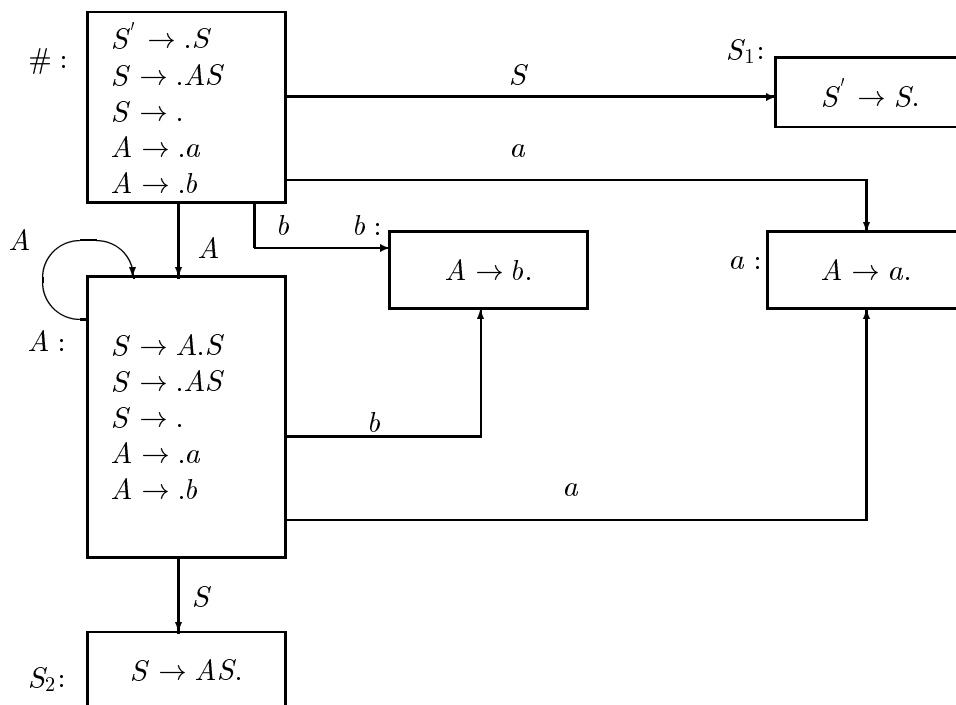 # :
S' → .S
S → .AS
S → .
A → .a
A → .b
S
S₁:
S' → S.
a
A
A
b
b :
A → b.
a :
A → a.
A :
S → A.S
S → .AS
S → .
A → .a
A → .b
b
a
S
S₂:
S → AS.